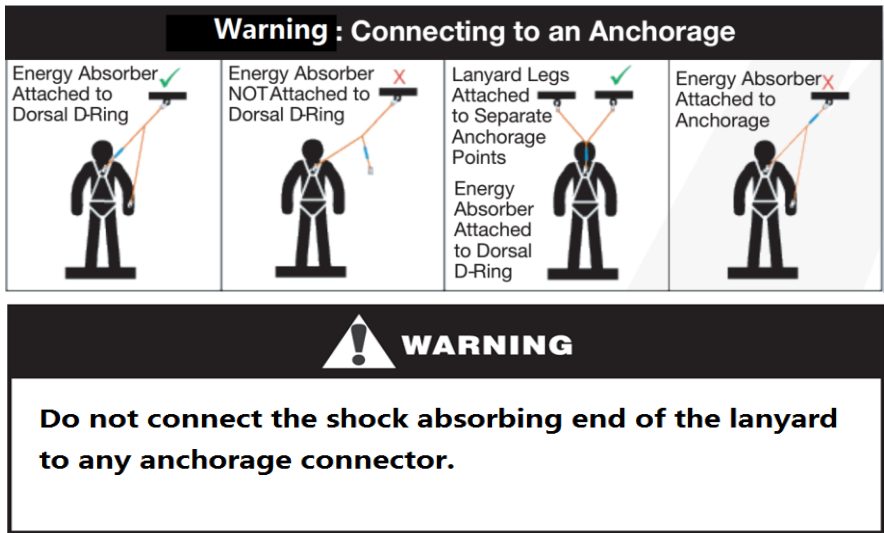 Warning : Connecting to an Anchorage
Energy Absorber
Attached to
Dorsal D-Ring
Energy Absorber
NOT Attached to
Dorsal D-Ring
Lanyard Legs
Attached
to Separate
Anchorage
Points
Energy
Absorber
Attached
to Dorsal
D-Ring
Energy Absorber
Attached to
Anchorage
WARNING
Do not connect the shock absorbing end of the lanyard
to any anchorage connector.